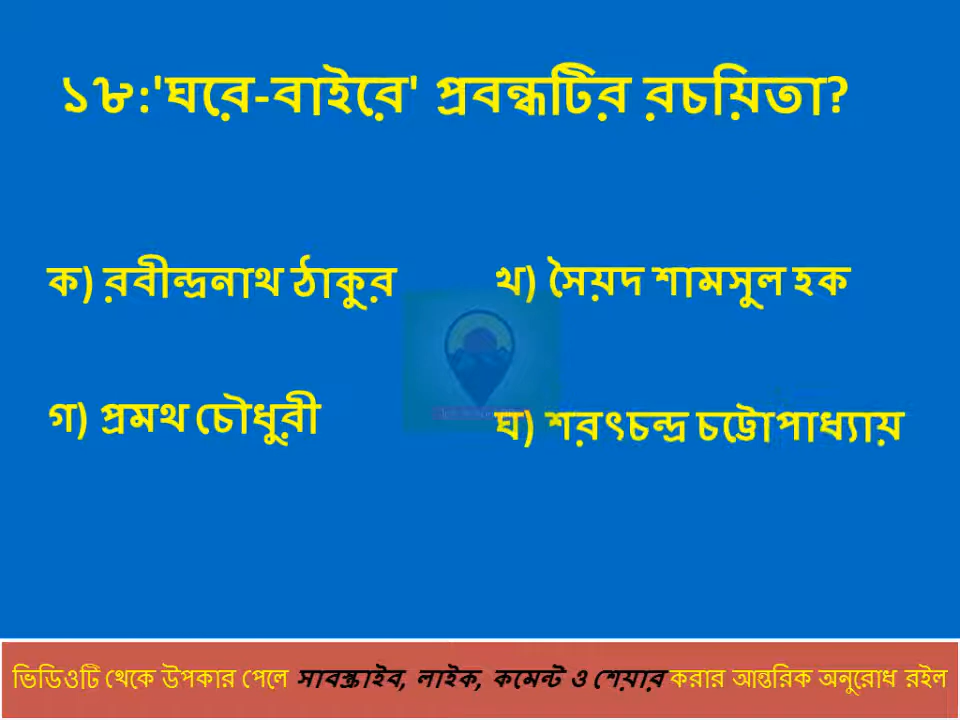 ১৮:'ঘরে-বাইরে' প্রবন্ধটির রচয়িতা?
ক) রবীন্দ্রনাথ ঠাকুর
খ) সৈয়দ শামসুল হক
গ) প্রমথ চৌধুরী
ঘ) শরৎচন্দ্র চট্টোপাধ্যায়
ভিডিওটি থেকে উপকার পেলে সাবস্ক্রাইব, লাইক, কমেন্ট ও শেয়ার করার আন্তরিক অনুরোধ রইল